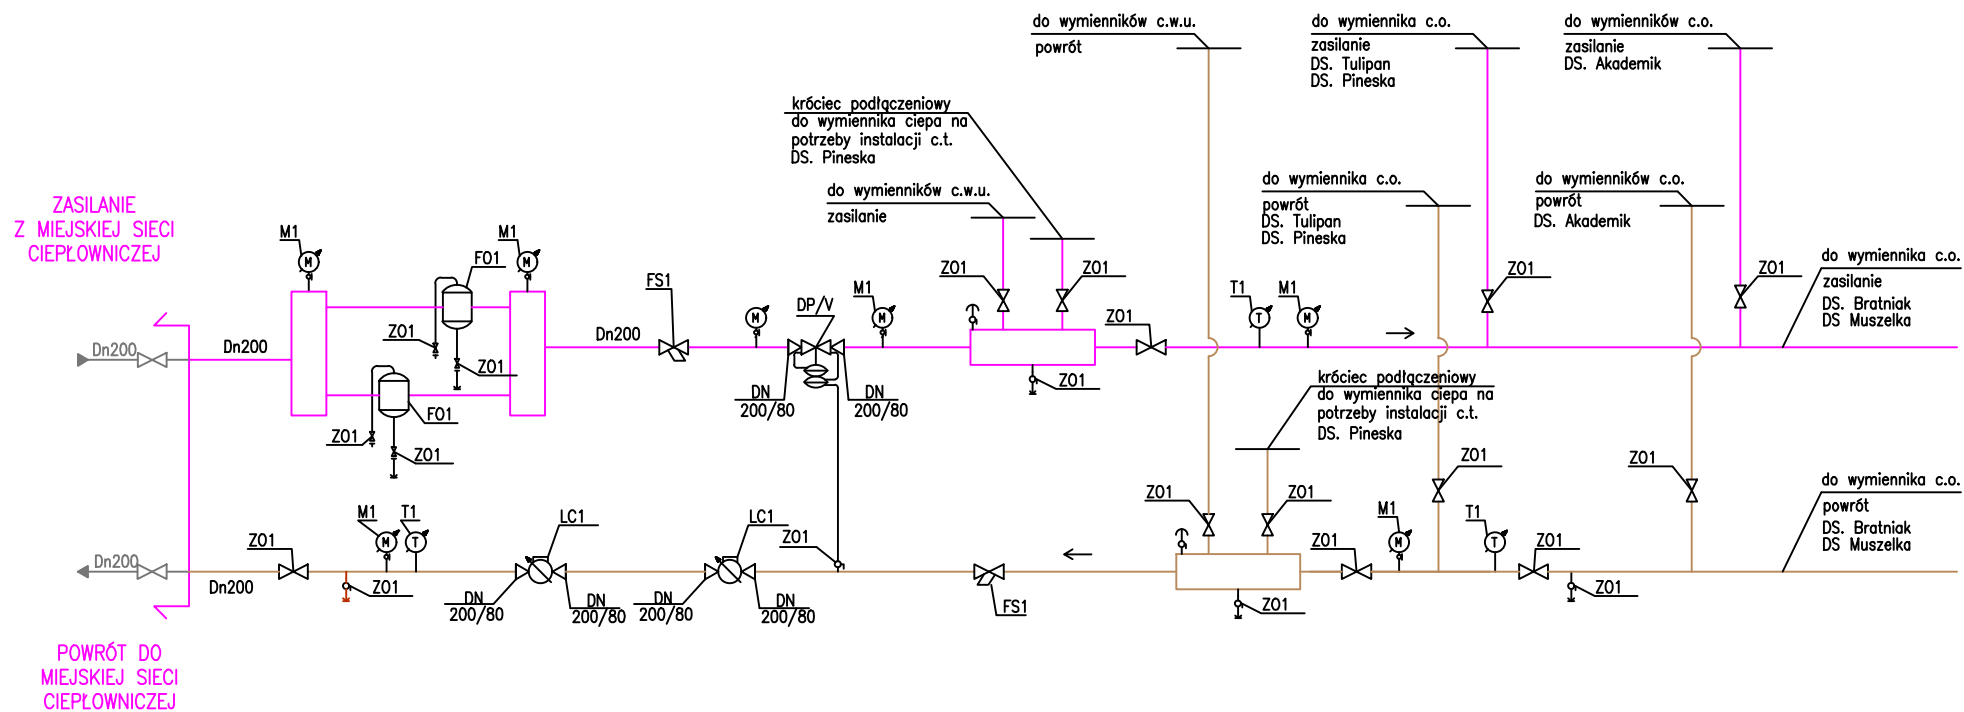 do wymienników c.w.u.
powrót
do wymiennika c.o.
zasilanie
DS. Tulipan
DS. Pineska
do wymienników c.o.
zasilanie
DS. Akademik
króciec podłączeniowy
do wymiennika ciepa na
potrzeby instalacji c.t.
DS. Pineska
do wymienników c.w.u.
zasilanie
do wymiennika c.o.
powrót
DS. Tulipan
DS. Pineska
do wymienników c.o.
powrót
DS. Akademik
ZASILANIE
Z MIEJSKIEJ SIECI
CIEPŁOWNICZEJ
M1
M
FO1
M1
M
FS1
ZO1
ZO1
T1
T
M1
M
ZO1
ZO1
do wymiennika c.o.
zasilanie
DS. Bratniak
DS Muszelka
M
DP/V
M1
M
ZO1
Dn200
Dn200
ZO1
Dn200
ZO1
ZO1
FO1
ZO1
ZO1
DN
200/80
DN
200/80
króciec podłączeniowy
do wymiennika ciepa na
potrzeby instalacji c.t.
DS. Pineska
ZO1
ZO1
ZO1
ZO1
do wymiennika c.o.
powrót
DS. Bratniak
DS Muszelka
M1
M
T1
T
LC1
LC1
ZO1
ZO1
ZO1
M1
M
T1
T
ZO1
Dn200
Dn200
ZO1
DN
200/80
DN
200/80
DN
200/80
DN
200/80
FS1
ZO1
ZO1
POWRÓT DO
MIEJSKIEJ SIECI
CIEPŁOWNICZEJ